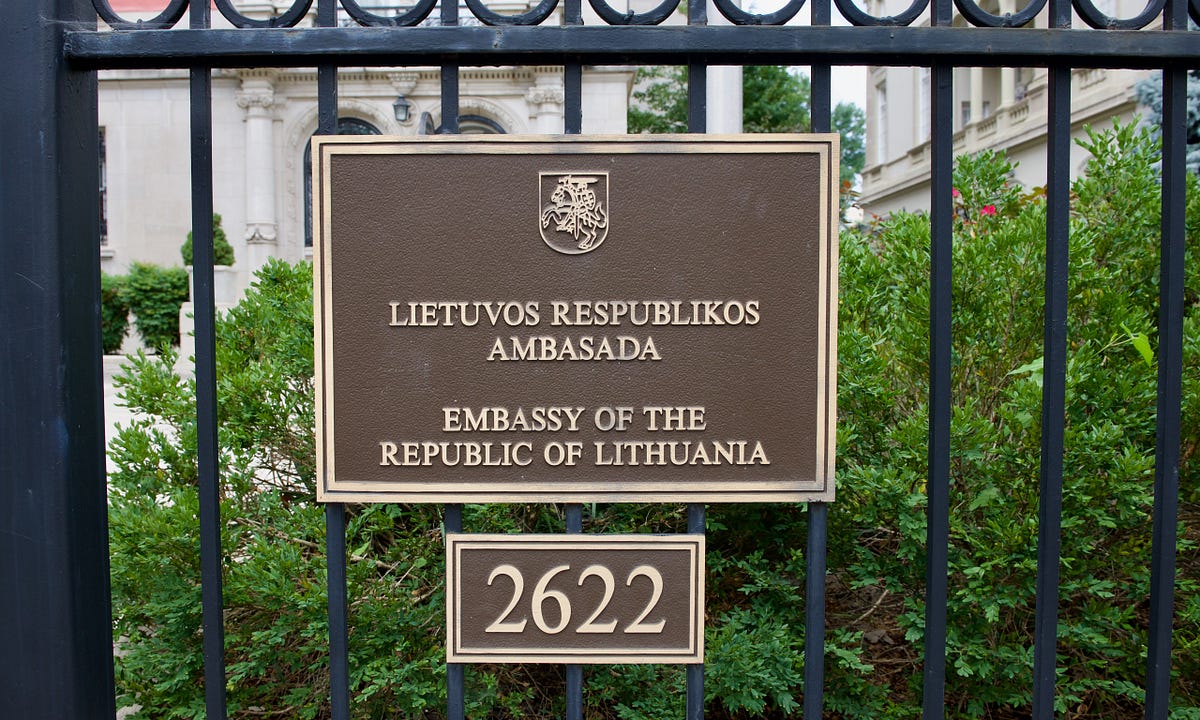 LIETUVOS RESPUBLIKOS
AMBASADA
EMBASSY OF THE
REPUBLIC OF LITHUANIA
2622